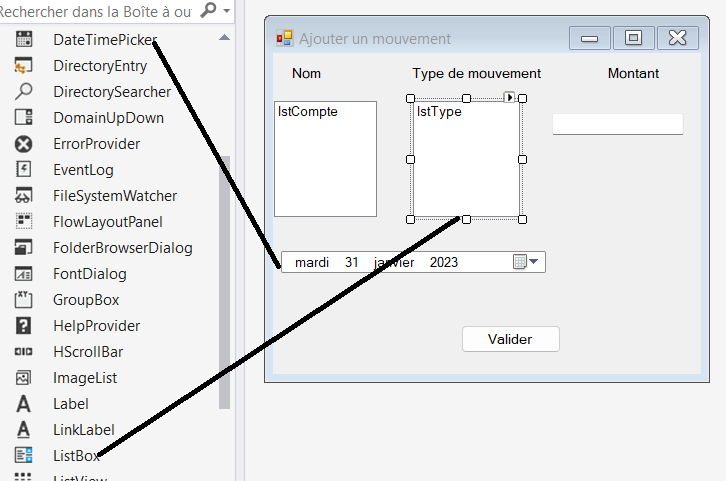 Rechercher dans la Boîte à ou
DateTimePicker
DirectoryEntry
DirectorySearcher
DomainUpDown
ErrorProvider
EventLog
FileSystemWatcher
FlowLayoutPanel
FolderBrowserDialog
FontDialog
GroupBox
HelpProvider
HScrollBar
ImageList
Label
LinkLabel
ListBox
ListView
Ajouter un mouvement
Nom Type de mouvement Montant
lstCompte lstType
mardi 31 janvier 2023
Valider